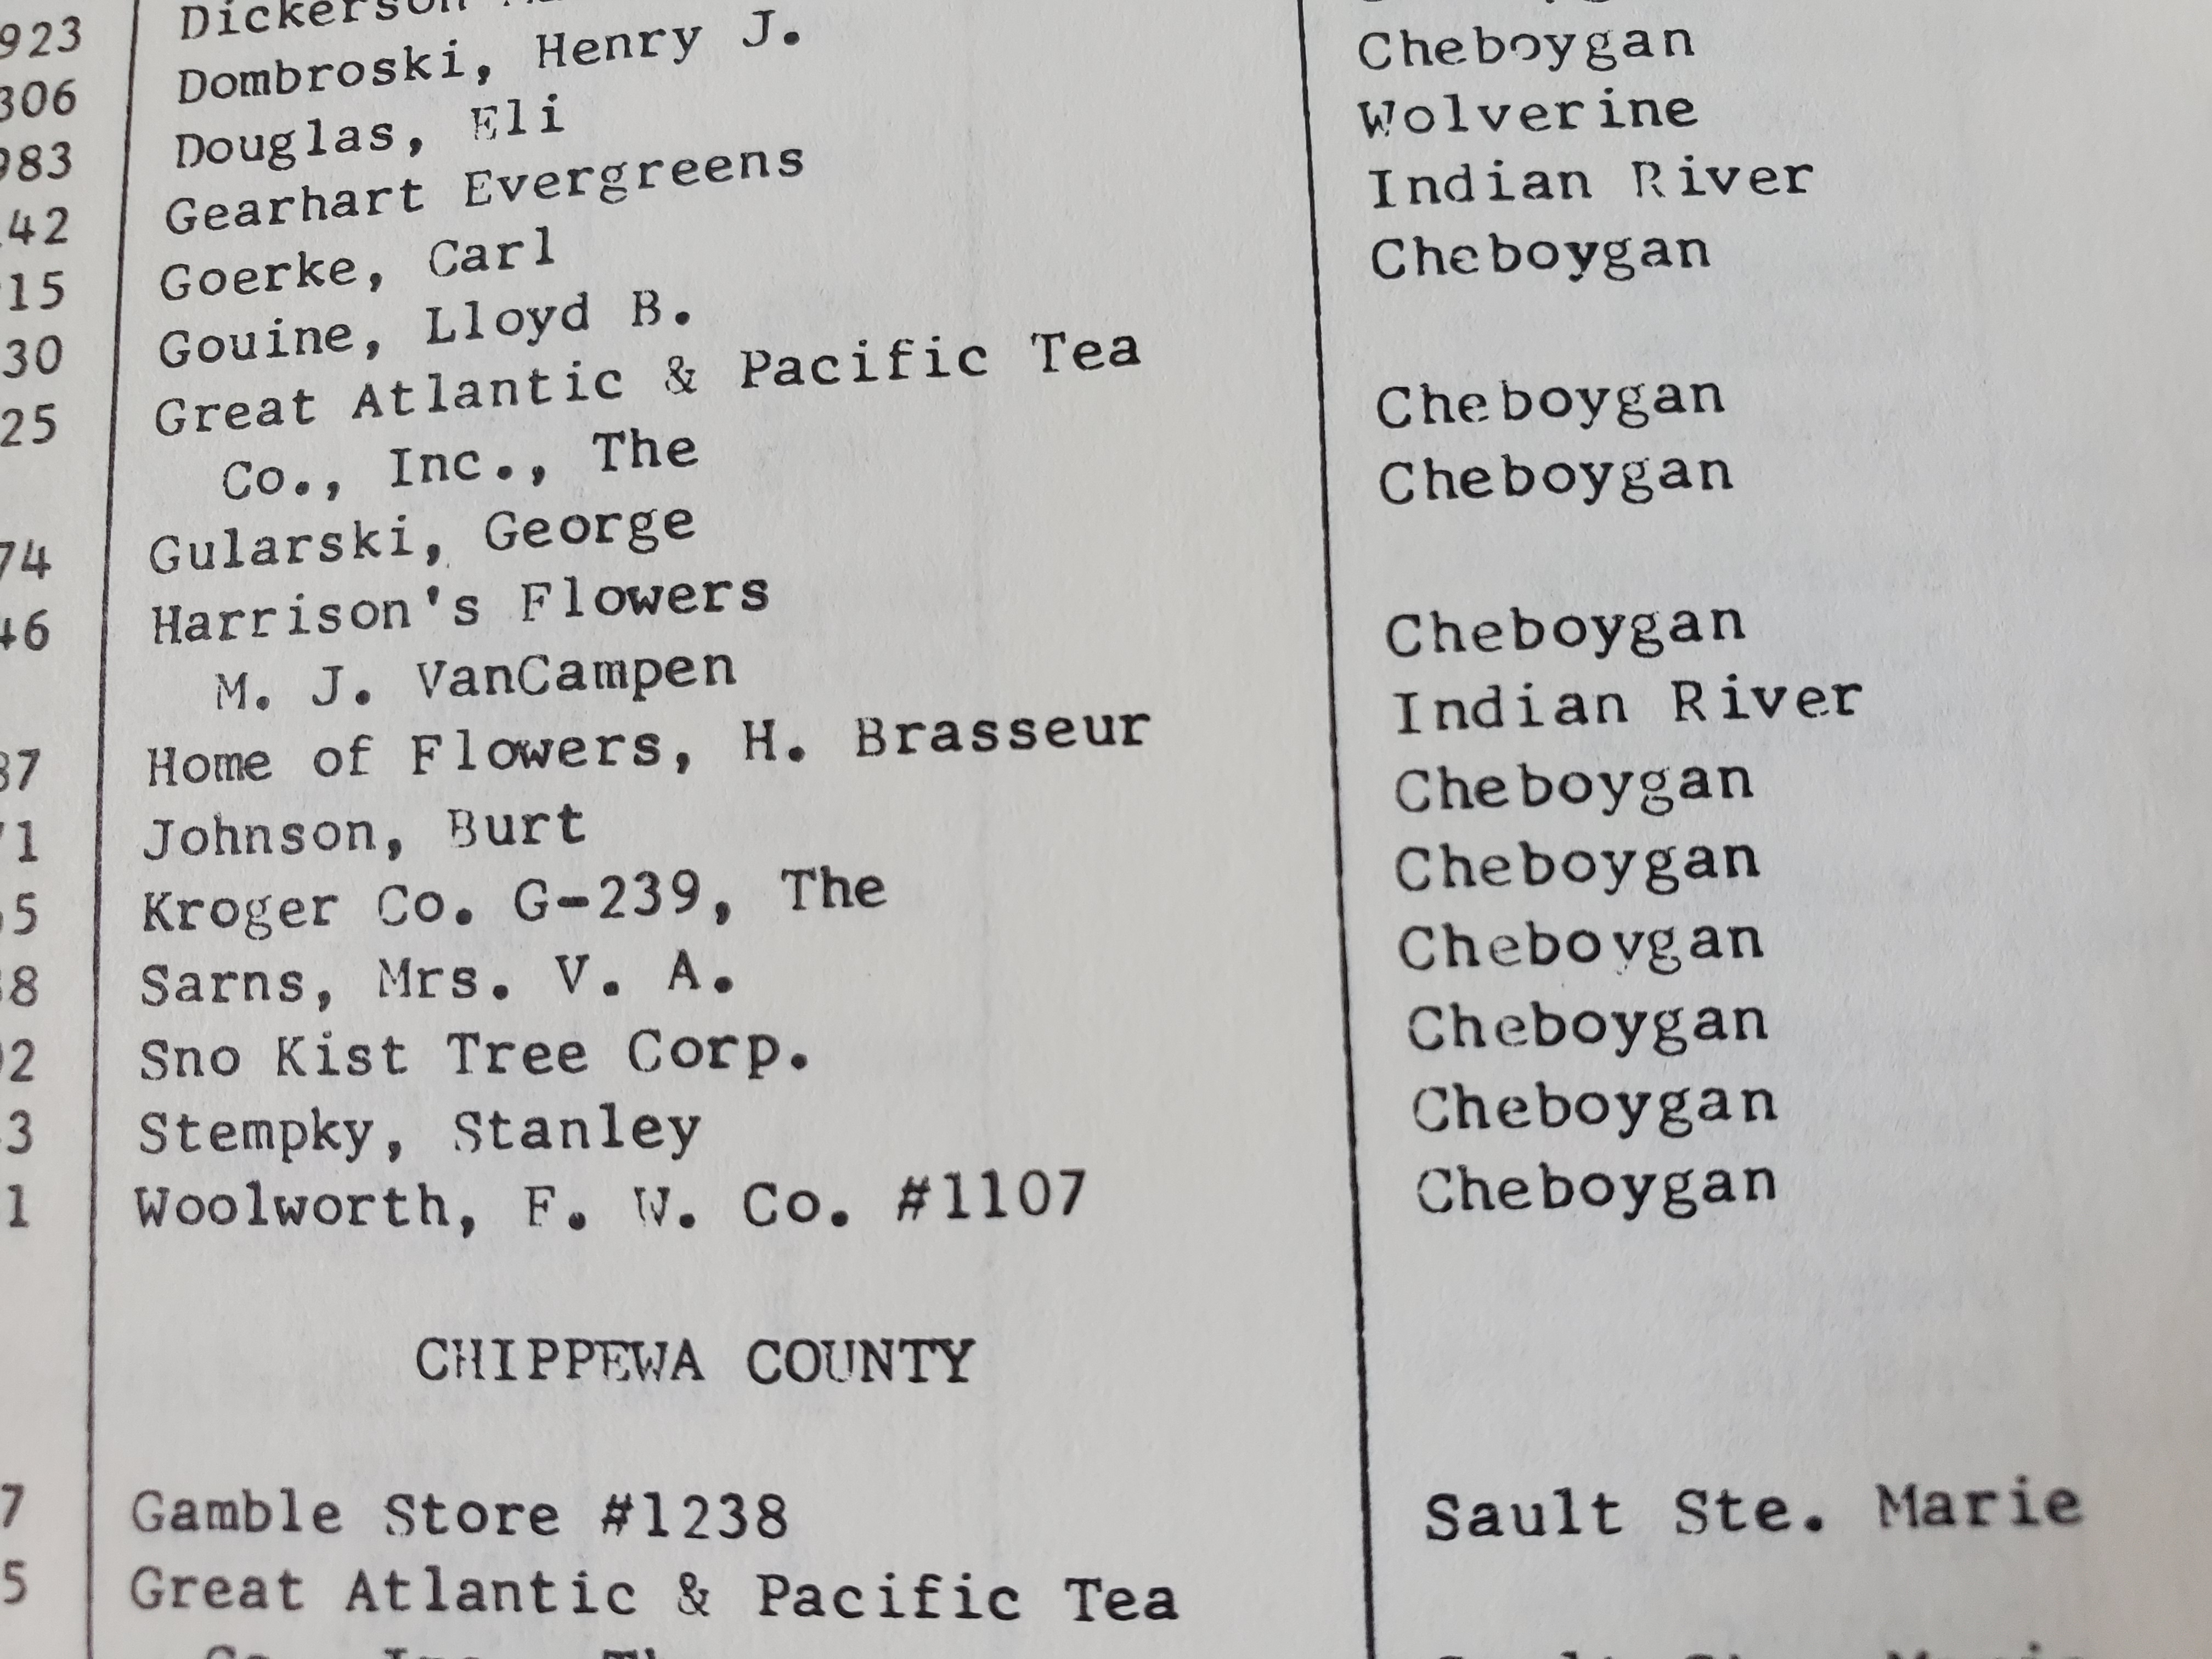 923 Dickerson
306 Dombroski, Henry J.
983 Douglas, Eli Cheboygan
42 Gearhart Evergreens Wolverine
15 Goerke, Carl Indian River
30 Gouine, Lloyd B. Cheboygan
25 Great Atlantic & Pacific Tea
Co., Inc., The Cheboygan
74 Gularski, George Cheboygan
46 Harrison's Flowers
M. J. VanCampen Cheboygan
87 Home of Flowers, H. Brasseur Indian River
71 Johnson, Burt Cheboygan
5 Kroger Co. G-239, The Cheboygan
8 Sarns, Mrs. V. A. Cheboygan
2 Sno Kist Tree Corp. Cheboygan
3 Stempky, Stanley Cheboygan
1 Woolworth, F. W. Co. #1107 Cheboygan
CHIPPEWA COUNTY
7 Gamble Store #1238 Sault Ste. Marie
5 Great Atlantic & Pacific Tea